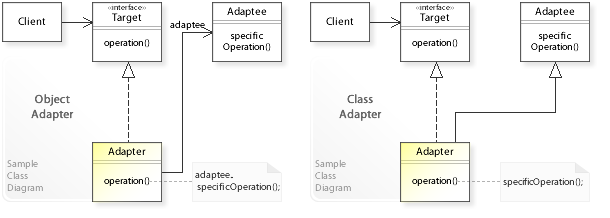 Client
«interface»
Target
operation()
adaptee
Adaptee
specific
Operation()
Object
Adapter
Adapter
operation()
adaptee.
specificOperation();
Sample
Class
Diagram
Client
«interface»
Target
operation()
Adaptee
specific
Operation()
Class
Adapter
Adapter
operation()
specificOperation();
Sample
Class
Diagram